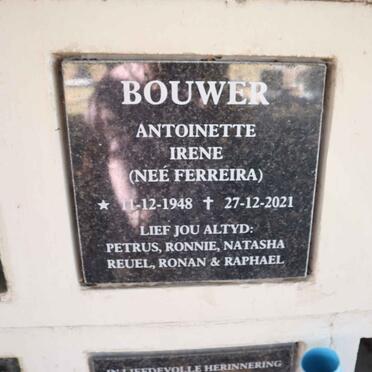 BOUWER
ANTOINETTE
IRENE
(NEÉ FERREIRA)
★ 11-12-1948 ✝ 27-12-2021
LIEF JOU ALTYD:
PETRUS, RONNIE, NATASHA
REUEL, RONAN & RAPHAEL
IN LIEFDEVOLLE HERINNERING